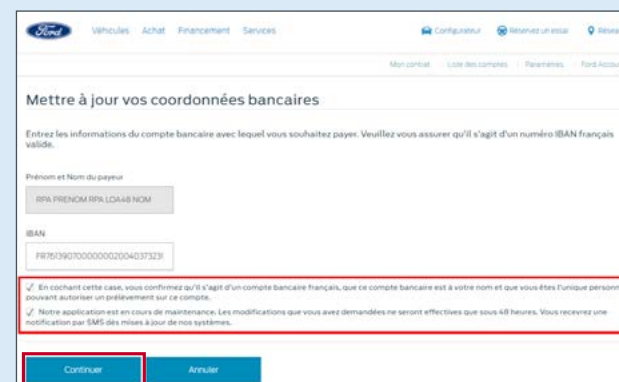 Ford
Véhicules Achat Financement Services Configurateur Réservez un essai Résea
Mon contrat Liste des comptes Paramètres Ford Accou
Mettre à jour vos coordonnées bancaires
Entrez les informations du compte bancaire avec lequel vous souhaitez payer. Veuillez vous assurer qu'il s'agit d'un numéro IBAN français
valide.
Prénom et Nom du payeur
RPA PRENOM RPA LOA48 NOM
IBAN
FR7613907000000002004037323
En cochant cette case, vous confirmez qu'il s'agit d'un compte bancaire français, que ce compte bancaire est à votre nom et que vous êtes l'unique personn
pouvant autoriser un prélèvement sur ce compte.
Notre application est en cours de maintenance. Les modifications que vous avez demandées ne seront effectives que sous 48 heures. Vous recevrez une
notification par SMS dès mises à jour de nos systèmes.
Continuer Annuler